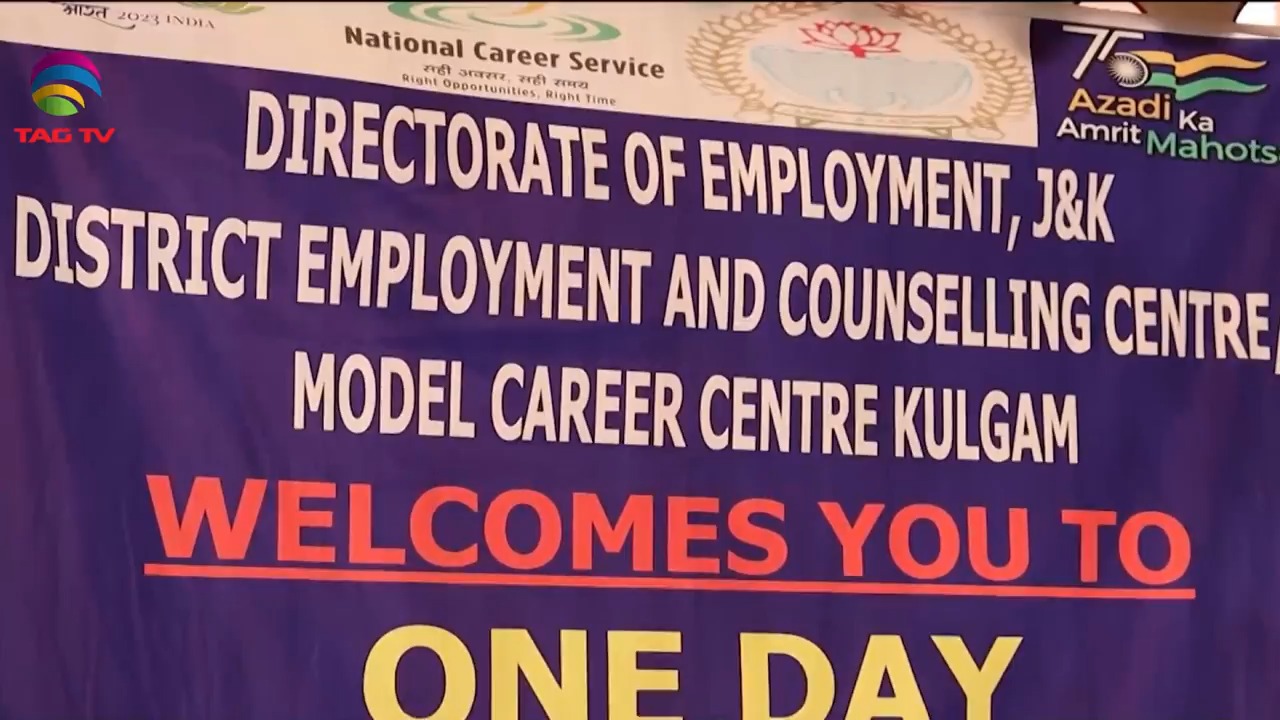 भारत 2023 INDIA
National Career Service
सही अवसर, सही समय
Right Opportunities, Right Time
75
Azadi Ka
Amrit Mahots
TAG TV
DIRECTORATE OF EMPLOYMENT, J&K
DISTRICT EMPLOYMENT AND COUNSELLING CENTRE,
MODEL CAREER CENTRE KULGAM
WELCOMES YOU TO
ONE DAY